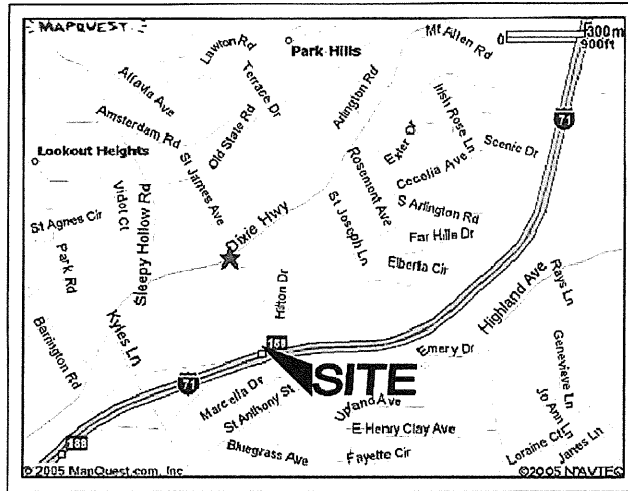 MAPQUEST
Lawton Rd
Park Hills
Mt Allen Rd
0
300m
900ft
Altavia Ave
Terrace Dr
Arlington Rd
Irish Rose Ln
71
Amsterdam Rd
Old State Rd
Exter Dr
Scenic Dr
Lookout Heights
St James Ave
Rosemont Ave
Cecelia Ave
Vidot Ct
Sleepy Hollow Rd
St Joseph Ln
S Arlington Rd
St Agnes Cir
Dixie Hwy
Far Hills Dr
Park Rd
Elberta Cir
Hilton Dr
Highland Ave
Rays Ln
Barrington Rd
Kyles Ln
Emery Dr
Genevieve Ln
71
Marcella Dr
SITE
St Anthony St
Upland Ave
Jo Ann Ln
E Henry Clay Ave
Bluegrass Ave
Fayette Cir
Loraine Ct
James Ln
188
© 2005 MapQuest.com, Inc
©2005 NAVTEQ